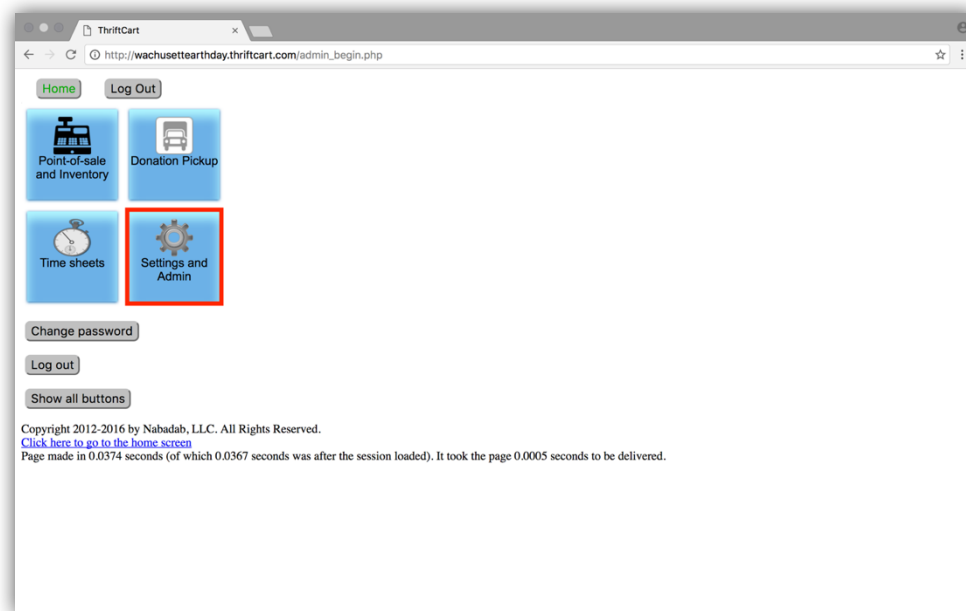 ThriftCart
http://wachusettearthday.thriftcart.com/admin_begin.php
Home Log Out
Point-of-sale
and Inventory
Donation Pickup
Time sheets
Settings and
Admin
Change password
Log out
Show all buttons
Copyright 2012-2016 by Nabadab, LLC. All Rights Reserved.
Click here to go to the home screen
Page made in 0.0374 seconds (of which 0.0367 seconds was after the session loaded). It took the page 0.0005 seconds to be delivered.